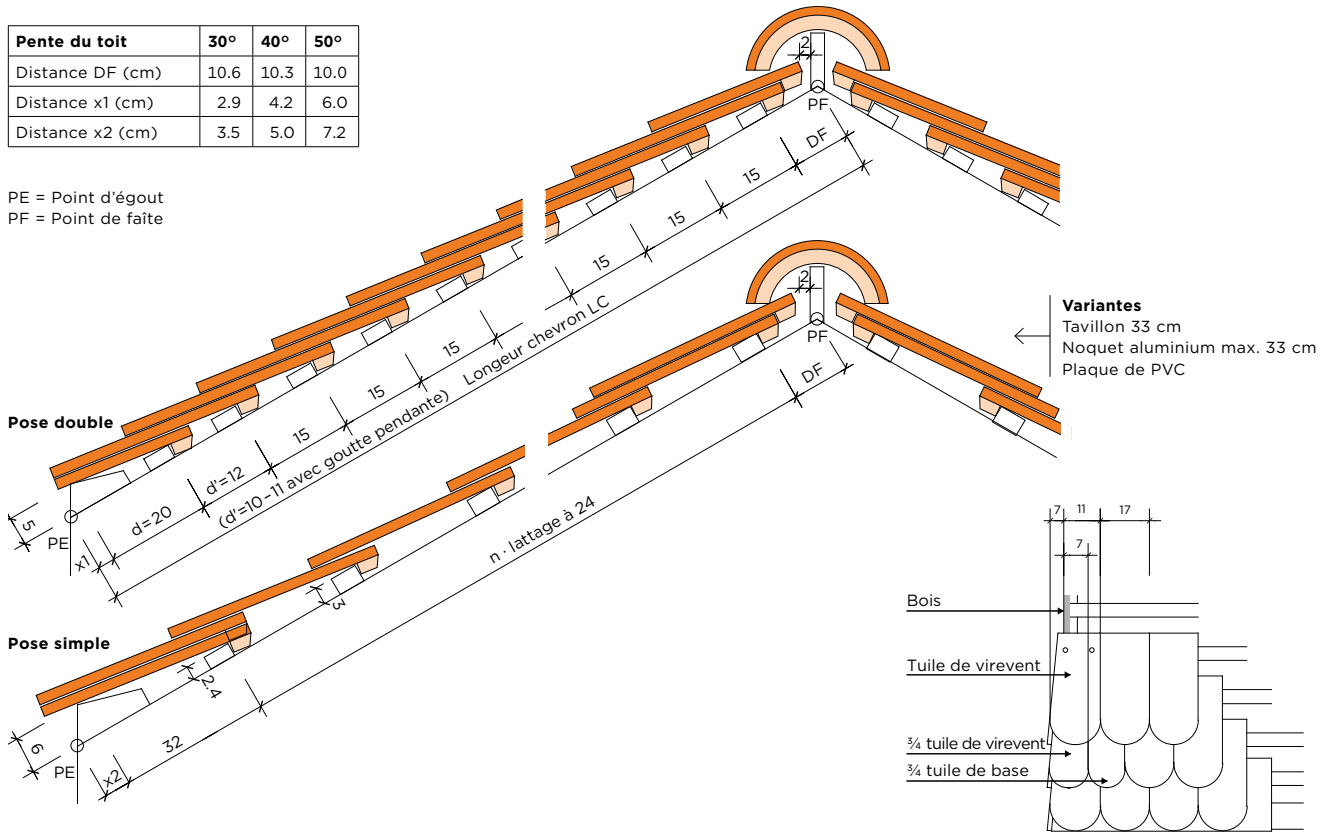 Pente du toit 30° 40° 50°
Distance DF (cm) 10.6 10.3 10.0
Distance x1 (cm) 2.9 4.2 6.0
Distance x2 (cm) 3.5 5.0 7.2
PE = Point d'égout
PF = Point de faîte
2
PF
DF
15
15
15
15
15
15
d'=12
d=20
(d'=10–11 avec goutte pendante)
Longeur chevron LC
x1
5
PE
Pose double
2
PF
DF
n · lattage à 24
3
2.4
32
x2
6
PE
Pose simple
Variantes
Tavillon 33 cm
Noquet aluminium max. 33 cm
Plaque de PVC
7 11 17
7
Bois
Tuile de virevent
¾ tuile de virevent
¾ tuile de base